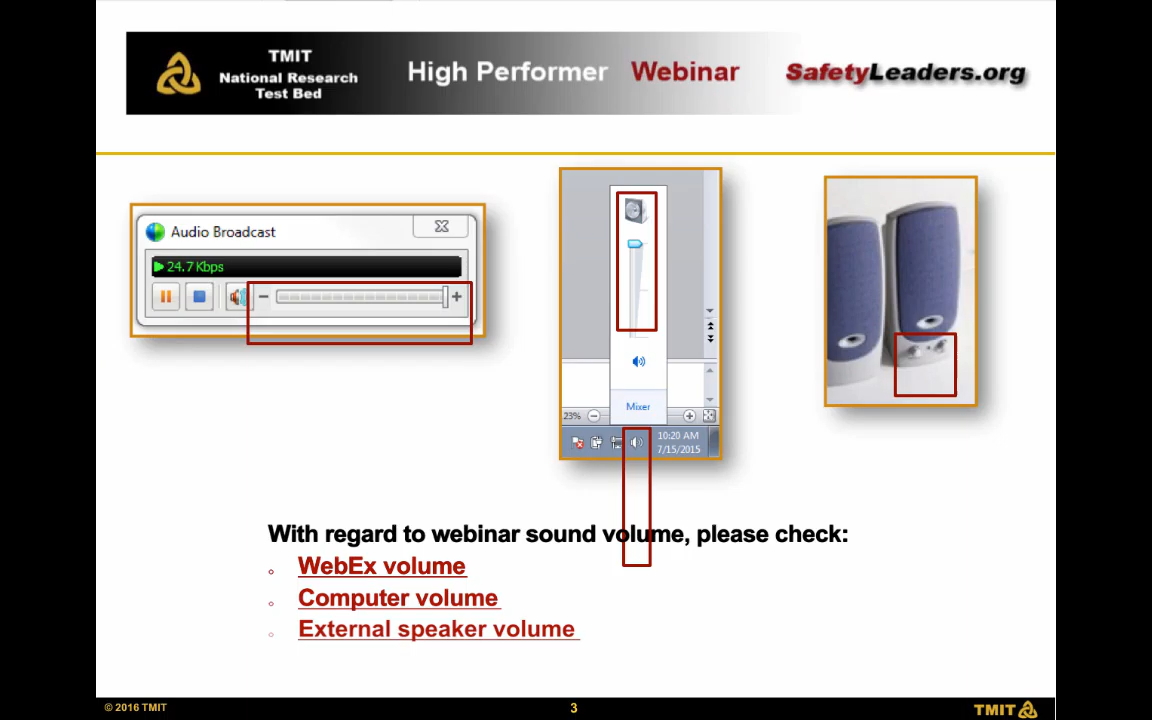 TMIT
National Research
Test Bed
High Performer Webinar
SafetyLeaders.org
Audio Broadcast
24.7 Kbps
Mixer
23%
10:20 AM
7/15/2015
With regard to webinar sound volume, please check:
WebEx volume
Computer volume
External speaker volume
© 2016 TMIT
3
TMIT